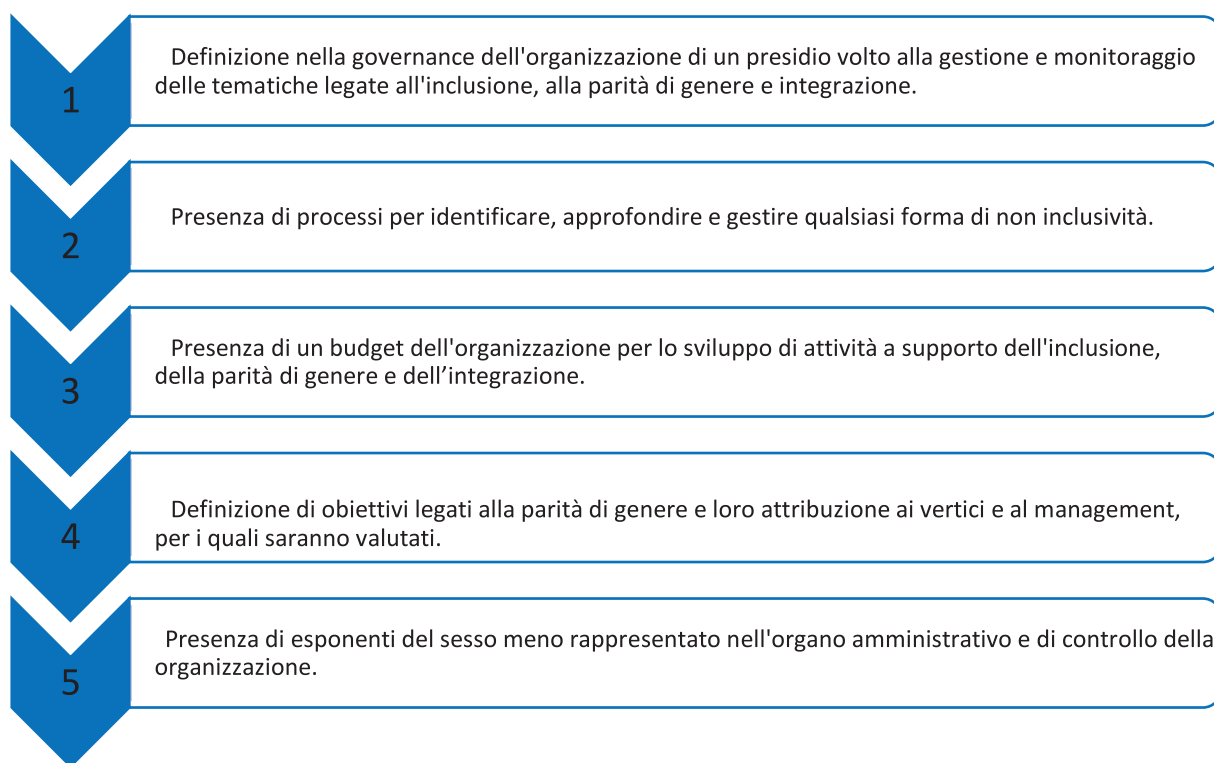 1
Definizione nella governance dell'organizzazione di un presidio volto alla gestione e monitoraggio
delle tematiche legate all'inclusione, alla parità di genere e integrazione.
2
Presenza di processi per identificare, approfondire e gestire qualsiasi forma di non inclusività.
3
Presenza di un budget dell'organizzazione per lo sviluppo di attività a supporto dell'inclusione,
della parità di genere e dell’integrazione.
4
Definizione di obiettivi legati alla parità di genere e loro attribuzione ai vertici e al management,
per i quali saranno valutati.
5
Presenza di esponenti del sesso meno rappresentato nell'organo amministrativo e di controllo della
organizzazione.